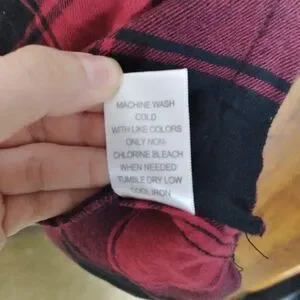 MACHINE WASH
COLD
WITH LIKE COLORS
ONLY NON-
CHLORINE BLEACH
WHEN NEEDED
TUMBLE DRY LOW
COOL IRON